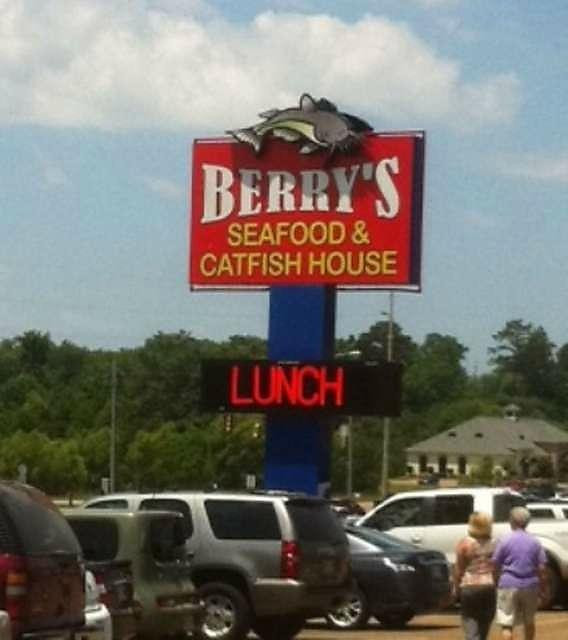 BERRY'S
SEAFOOD &
CATFISH HOUSE
LUNCH